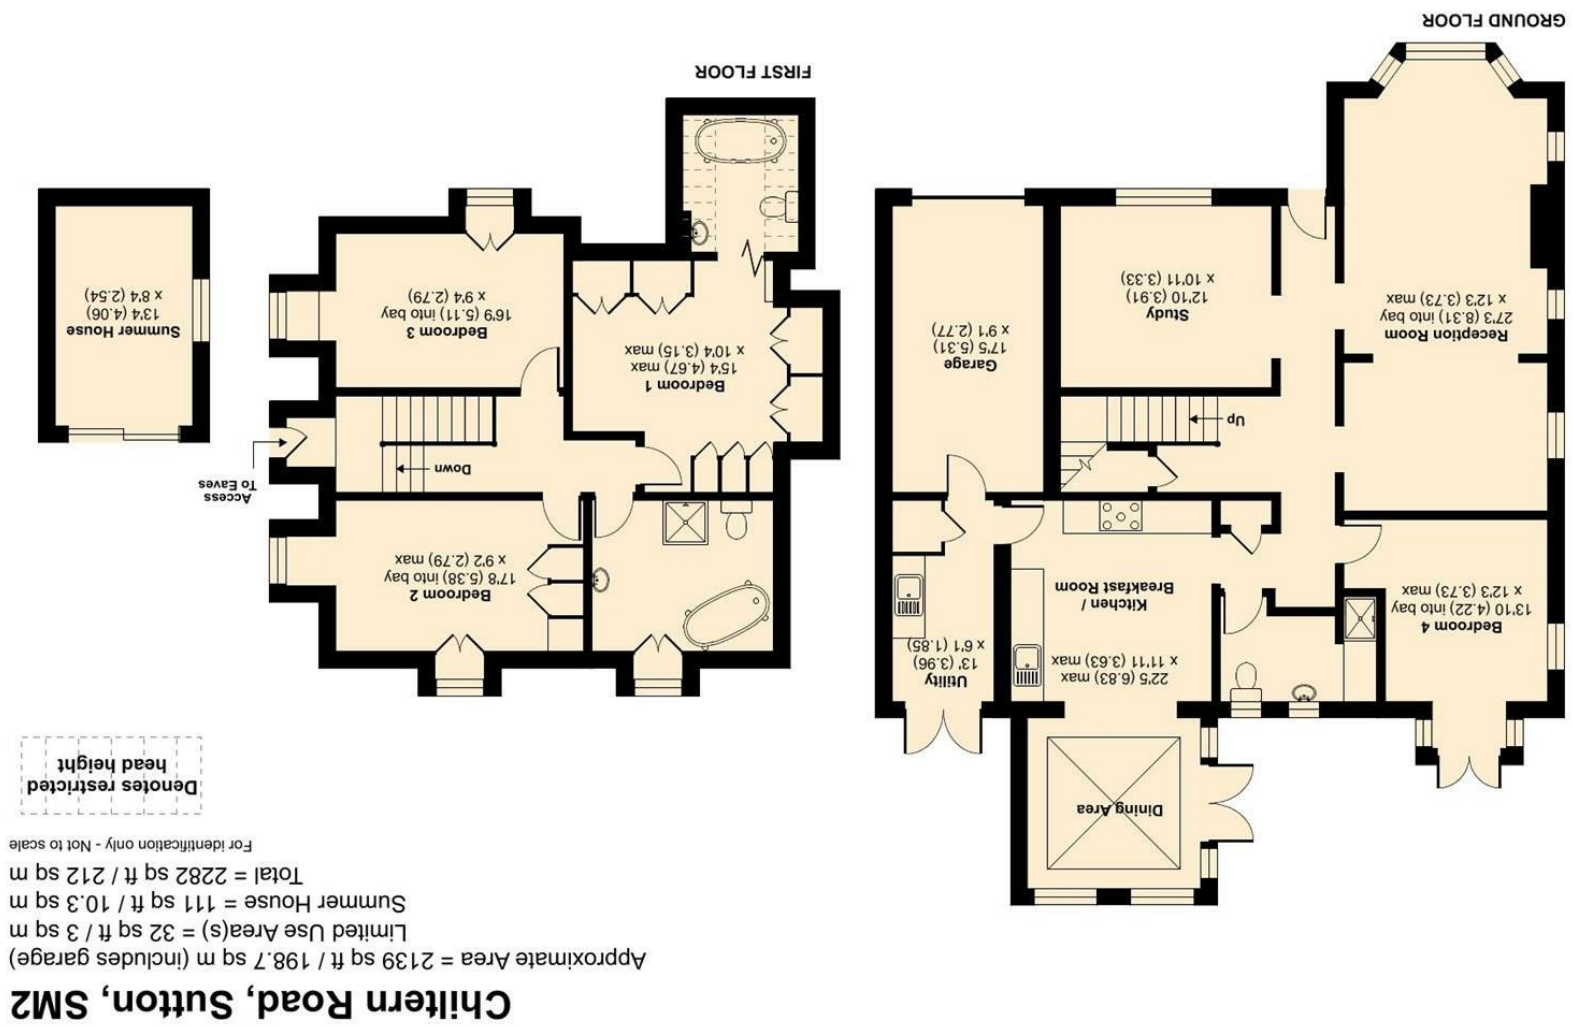 Chiltern Road, Sutton, SM2
Approximate Area = 2139 sq ft / 198.7 sq m (includes garage)
Limited Use Area(s) = 32 sq ft / 3 sq m
Summer House = 111 sq ft / 10.3 sq m
Total = 2282 sq ft / 212 sq m
For identification only - Not to scale
Denotes restricted
head height
Dining Area
Bedroom 4
13'10 (4.22) into bay
x 12'3 (3.73) max
22'5 (6.83) max
x 11'11 (3.63) max
Kitchen /
Breakfast Room
Utility
13' (3.96)
x 6'1 (1.85)
Up
Reception Room
27'3 (8.31) into bay
x 12'3 (3.73) max
Study
12'10 (3.91)
x 10'11 (3.33)
Garage
17'5 (5.31)
x 9'1 (2.77)
GROUND FLOOR
Bedroom 2
17'8 (5.38) into bay
x 9'2 (2.79) max
Down
Access
To Eaves
Bedroom 1
15'4 (4.67) max
x 10'4 (3.15) max
Bedroom 3
16'9 (5.11) into bay
x 9'4 (2.79)
FIRST FLOOR
Summer House
13'4 (4.06)
x 8'4 (2.54)